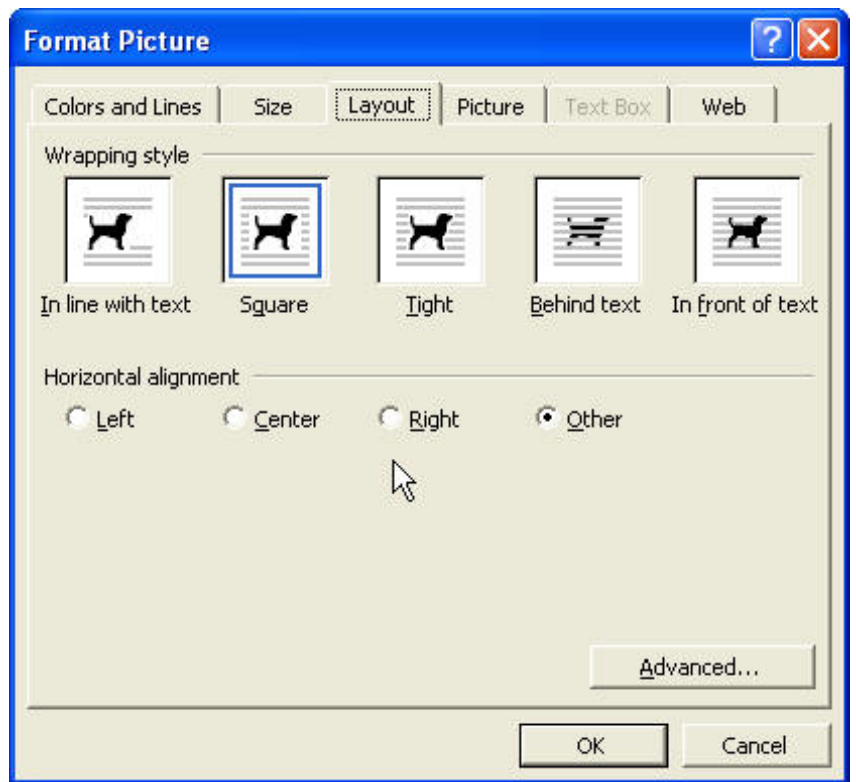 Format Picture
Colors and Lines Size Layout Picture Text Box Web
Wrapping style
In line with text Square Tight Behind text In front of text
Horizontal alignment
Left Center Right Other
Advanced...
OK Cancel